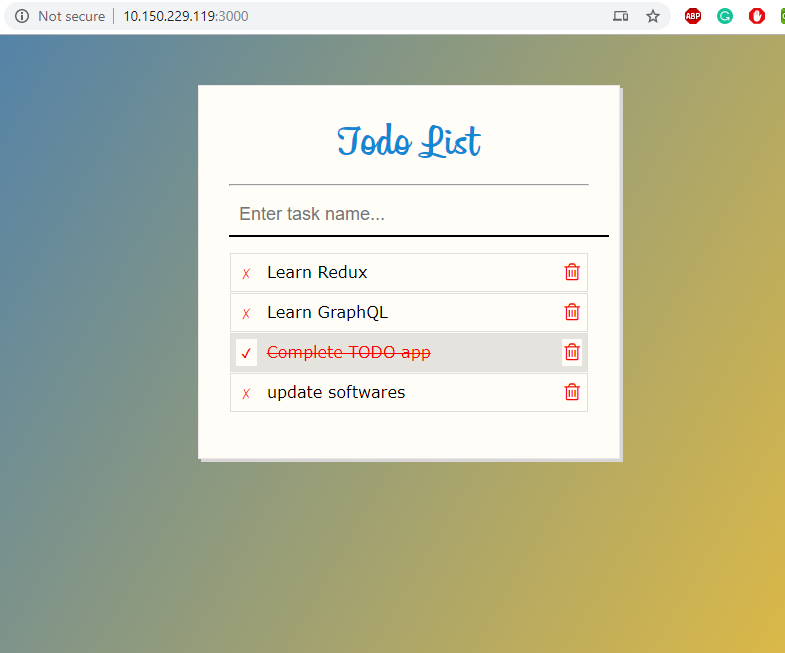 Not secure
10.150.229.119:3000
ABP
Todo List
Enter task name...
✗ Learn Redux
✗ Learn GraphQL
✓ Complete TODO app
✗ update softwares